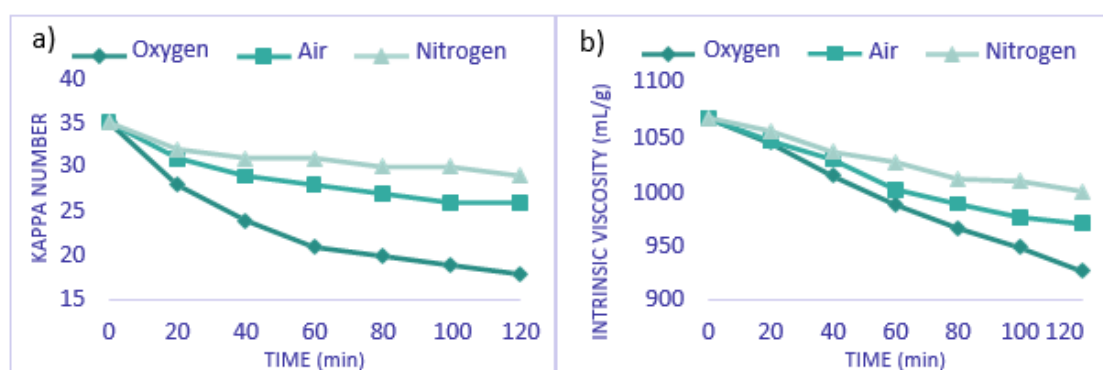 a)
Oxygen Air Nitrogen
40
35
30
25
20
15
KAPPA NUMBER
0 20 40 60 80 100 120
TIME (min)
b)
Oxygen Air Nitrogen
1100
1050
1000
950
900
INTRINSIC VISCOSITY (mL/g)
0 20 40 60 80 100 120
TIME (min)